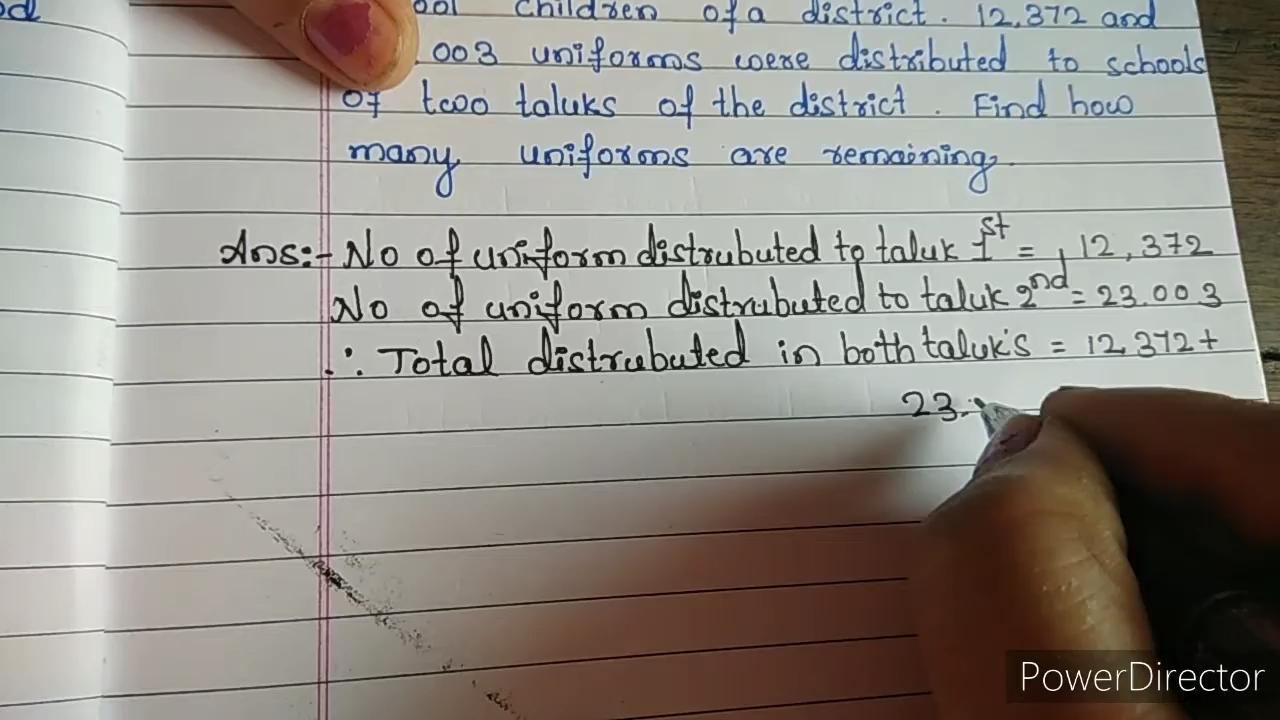 children of a district. 12,372 and
003 uniforms were distributed to schools
of two taluks of the district. Find how
many uniforms are remaining.
Ans:- No of uniform distrubuted to taluk 1st = 12,372
No of uniform distrubuted to taluk 2nd = 23.003
∴ Total distrubuted in both taluk's = 12,372+
23.
PowerDirector